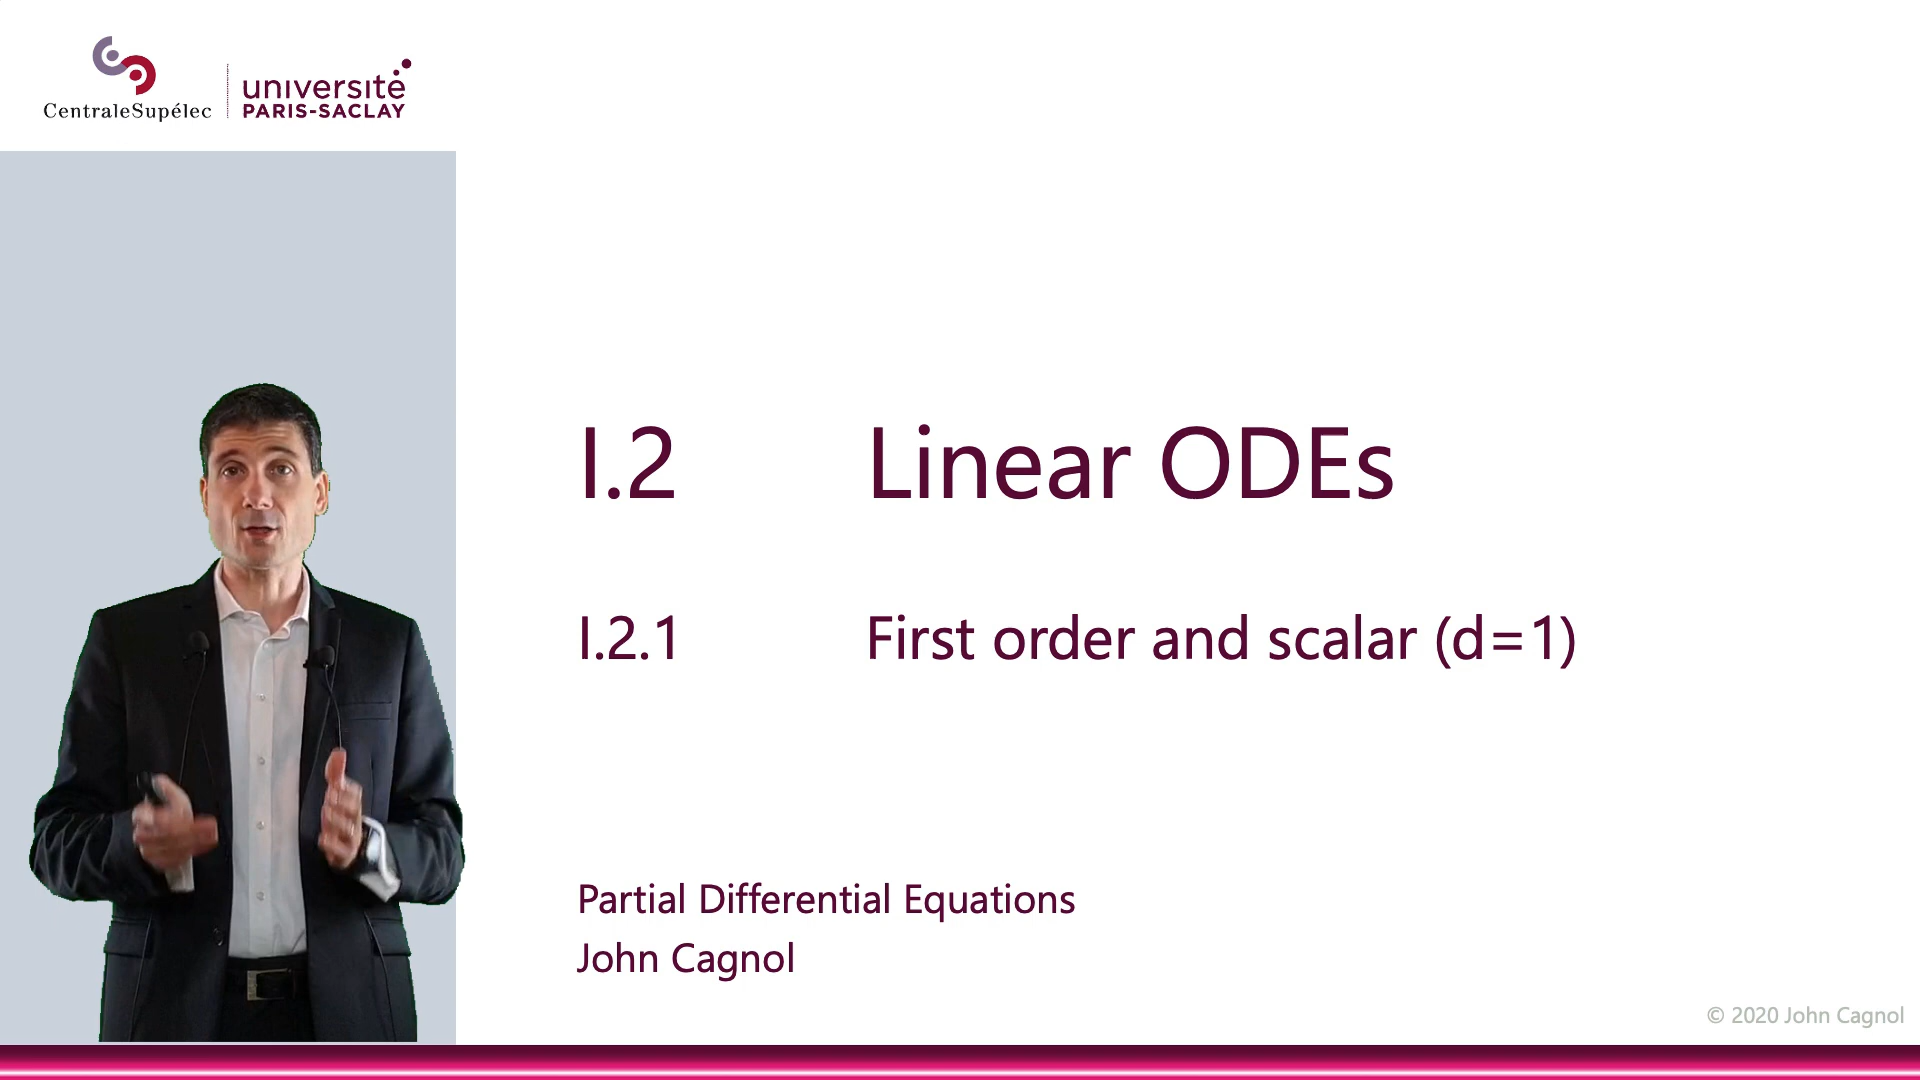 CentraleSupélec
université
PARIS-SACLAY
I.2 Linear ODEs
I.2.1 First order and scalar (d=1)
Partial Differential Equations
John Cagnol
© 2020 John Cagnol